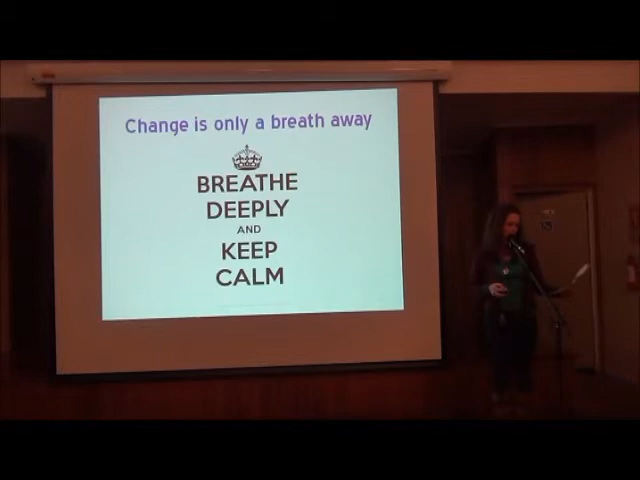 Change is only a breath away
BREATHE
DEEPLY
AND
KEEP
CALM